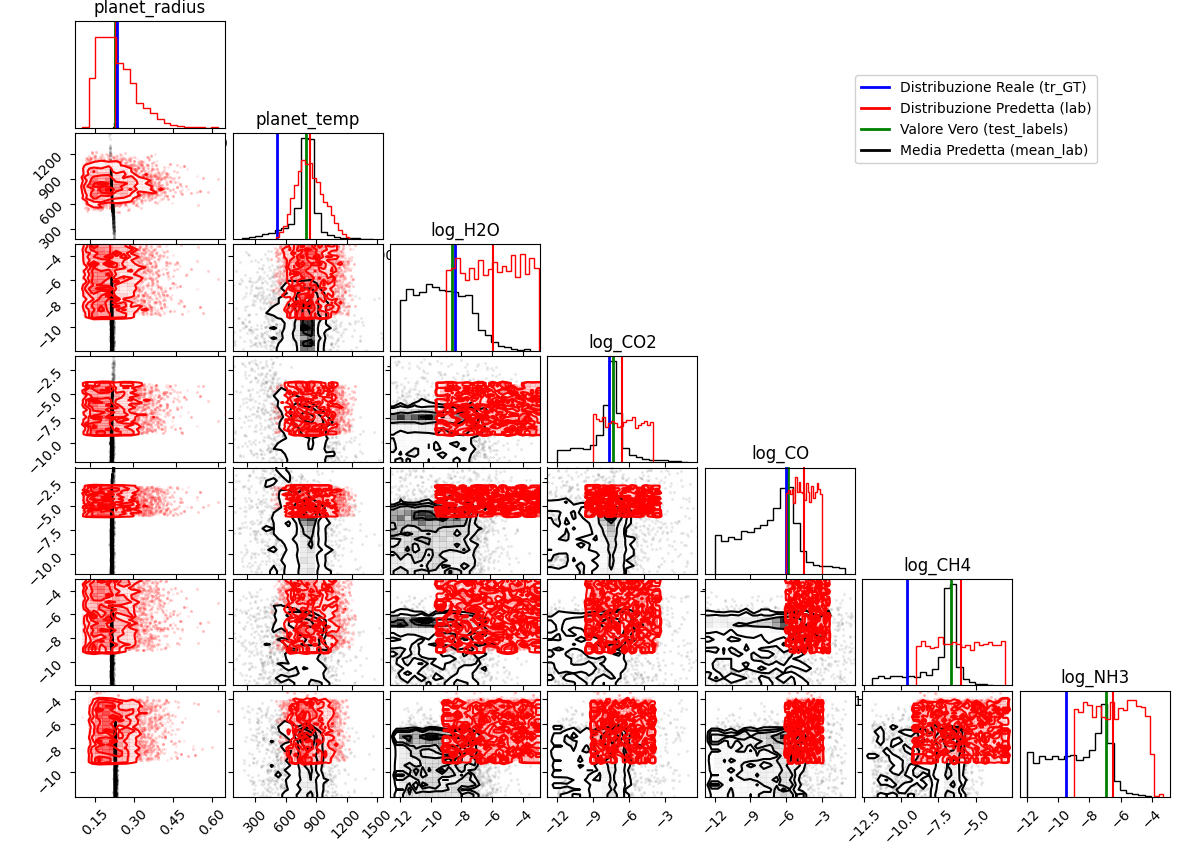 planet_radius
Distribuzione Reale (tr_GT)
Distribuzione Predetta (lab)
Valore Vero (test_labels)
Media Predetta (mean_lab)
planet_temp
1200
900
600
300
log_H2O
−4
−6
−8
−10
log_CO2
−2.5
−5.0
−7.5
−10.0
log_CO
−2.5
−5.0
−7.5
−10.0
log_CH4
−4
−6
−8
−10
log_NH3
−4
−6
−8
−10
0.15 0.30 0.45 0.60 300 600 900 1200 1500 −12 −10 −8 −6 −4 −12 −9 −6 −3 −12 −9 −6 −3 −12.5 −10.0 −7.5 −5.0 −12 −10 −8 −6 −4